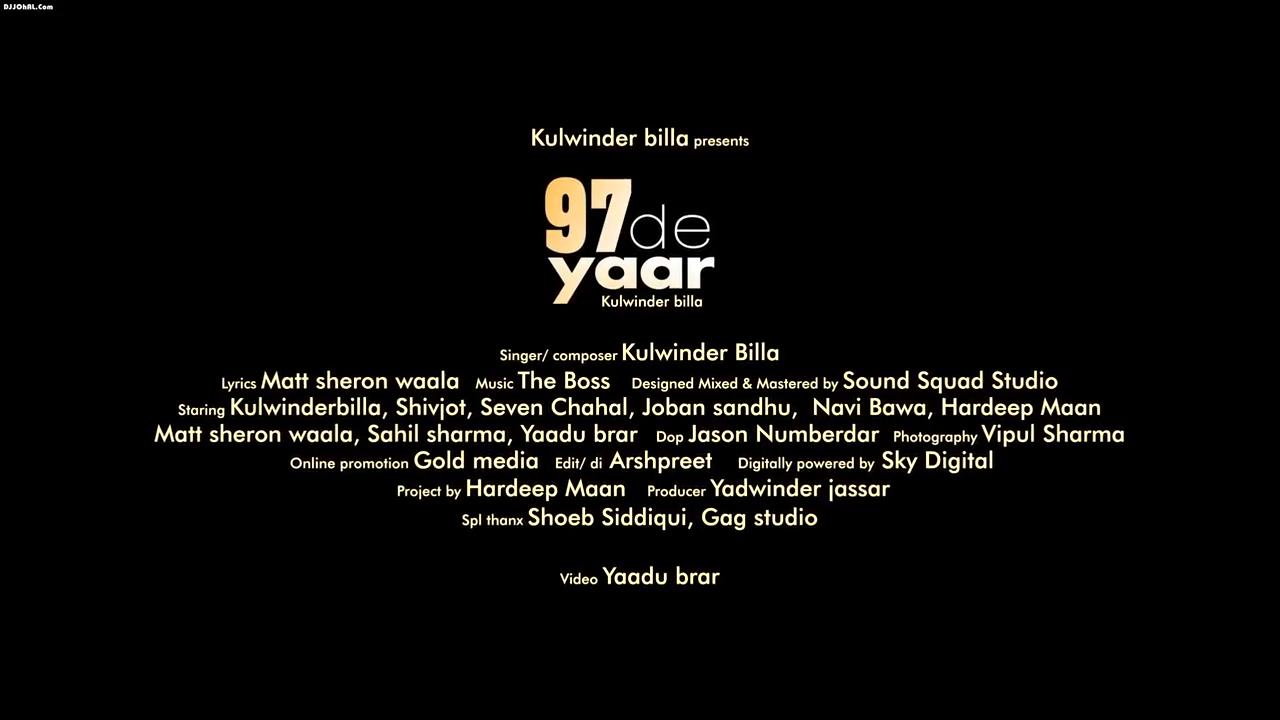 DJJOhAL.Com
Kulwinder billa presents
97 de
yaar
Kulwinder billa
Singer/ composer Kulwinder Billa
Lyrics Matt sheron waala Music The Boss Designed Mixed & Mastered by Sound Squad Studio
Staring Kulwinderbilla, Shivjot, Seven Chahal, Joban sandhu, Navi Bawa, Hardeep Maan
Matt sheron waala, Sahil sharma, Yaadu brar Dop Jason Numberdar Photography Vipul Sharma
Online promotion Gold media Edit/ di Arshpreet Digitally powered by Sky Digital
Project by Hardeep Maan Producer Yadwinder jassar
Spl thanx Shoeb Siddiqui, Gag studio
Video Yaadu brar